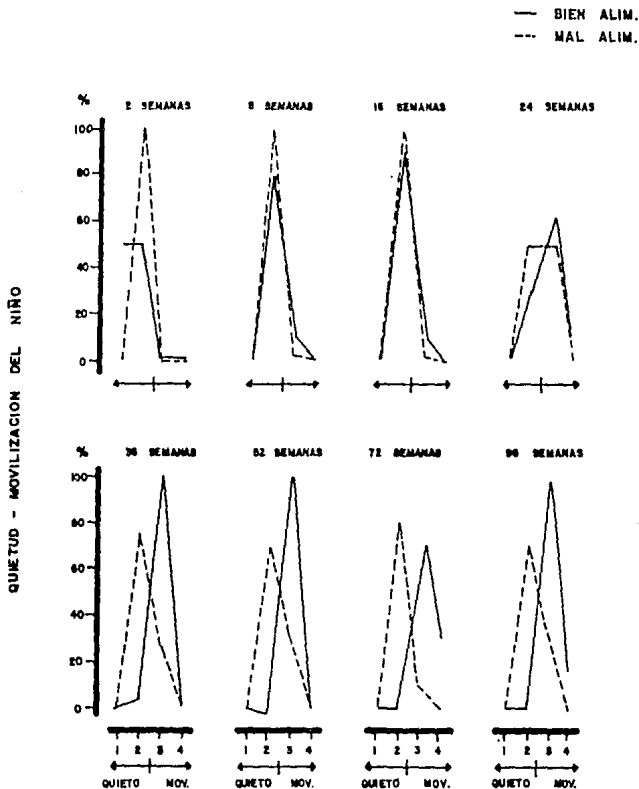 BIEN ALIM.
MAL ALIM.
% 2 SEMANAS 8 SEMANAS 16 SEMANAS 24 SEMANAS
100
80
60
40
20
0
QUIETUD - MOVILIZACION DEL NIÑO
% 36 SEMANAS 52 SEMANAS 72 SEMANAS 96 SEMANAS
100
80
60
40
20
0
1 2 3 4 1 2 3 4 1 2 3 4 1 2 3 4
QUIETO MOV. QUIETO MOV. QUIETO MOV. QUIETO MOV.